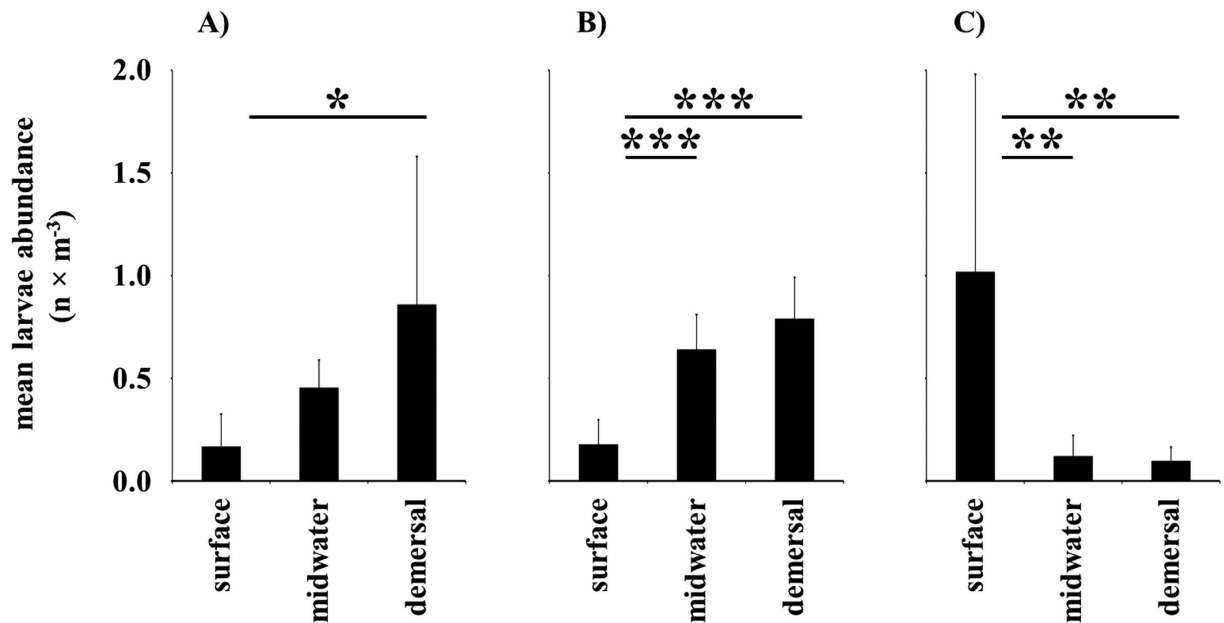 A)
B)
C)
mean larvae abundance
(n × m-3)
2.0
1.5
1.0
0.5
0.0
*
***
***
**
**
surface
midwater
demersal
surface
midwater
demersal
surface
midwater
demersal